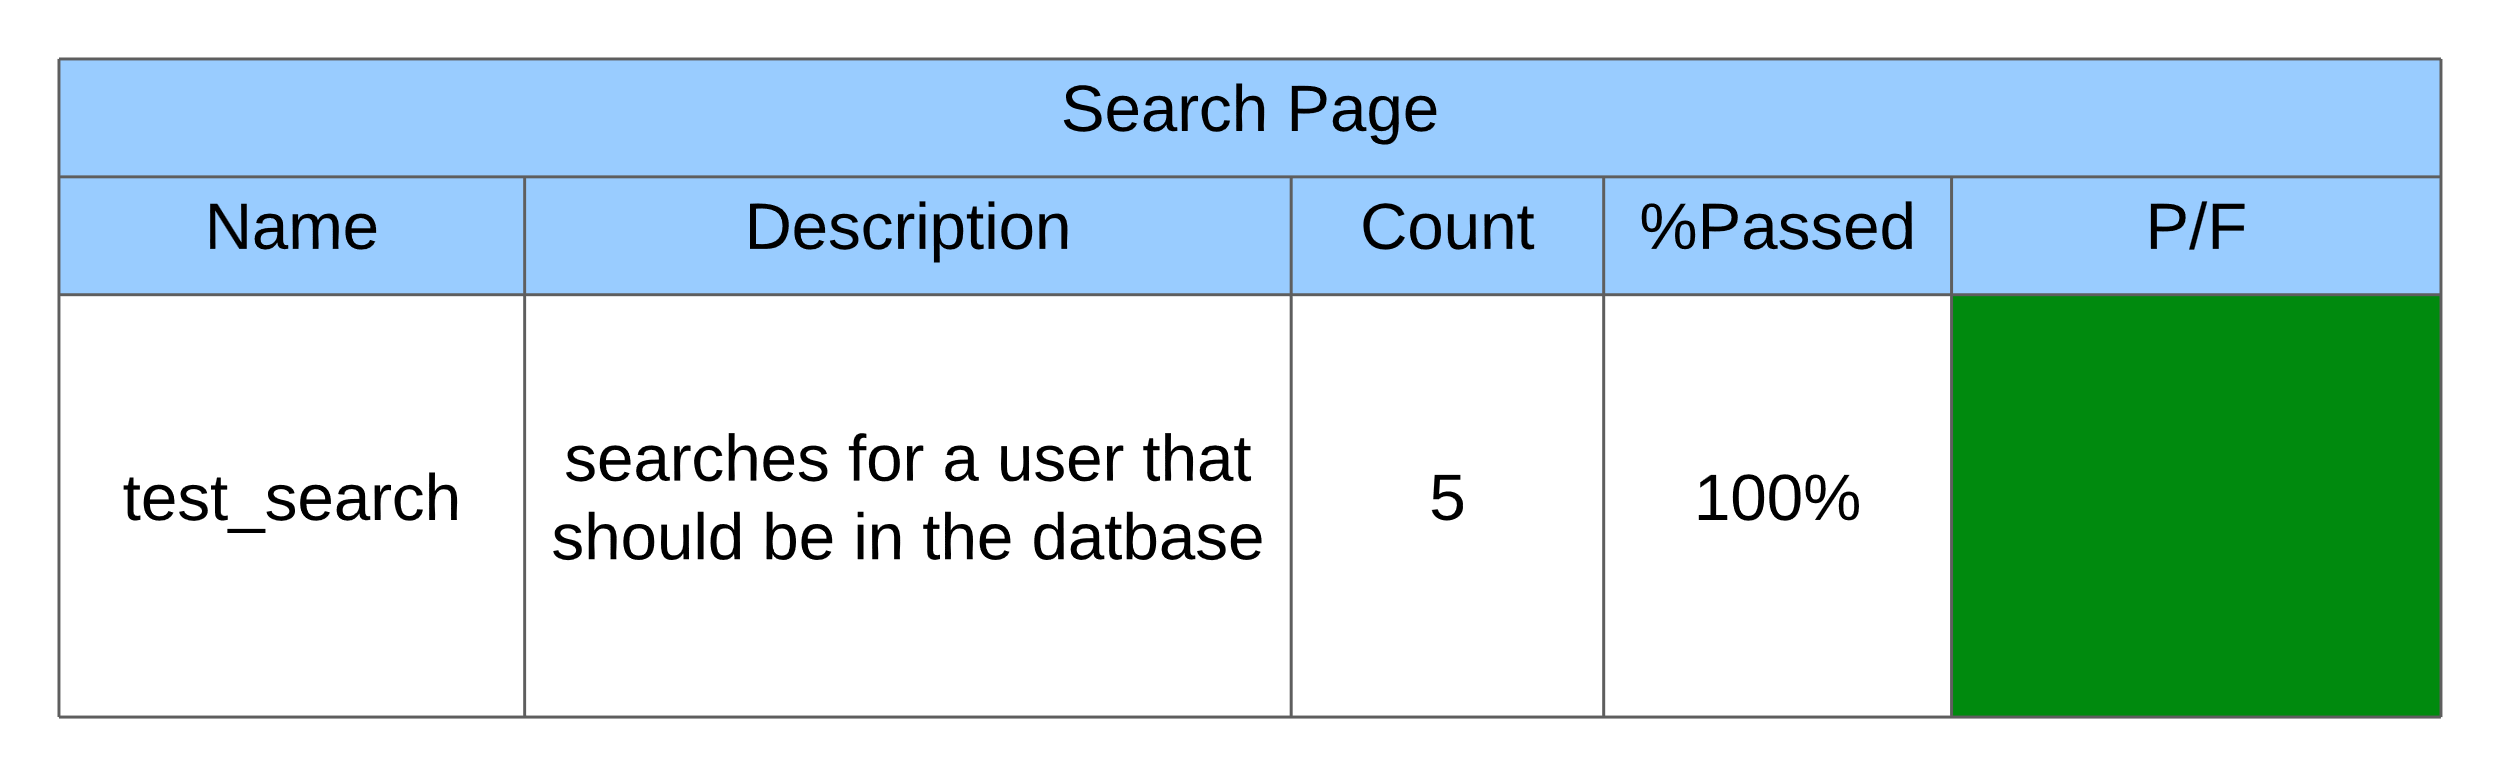 Search Page
Name Description Count %Passed P/F
test_search searches for a user that should be in the datbase 5 100%